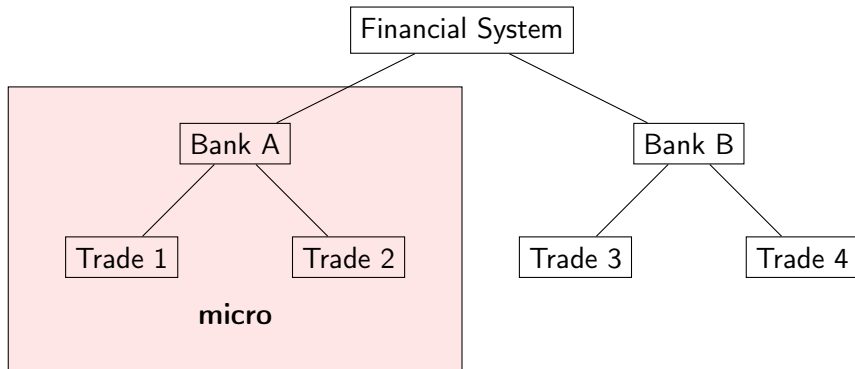 Financial System
Bank A
Bank B
Trade 1
Trade 2
Trade 3
Trade 4
micro